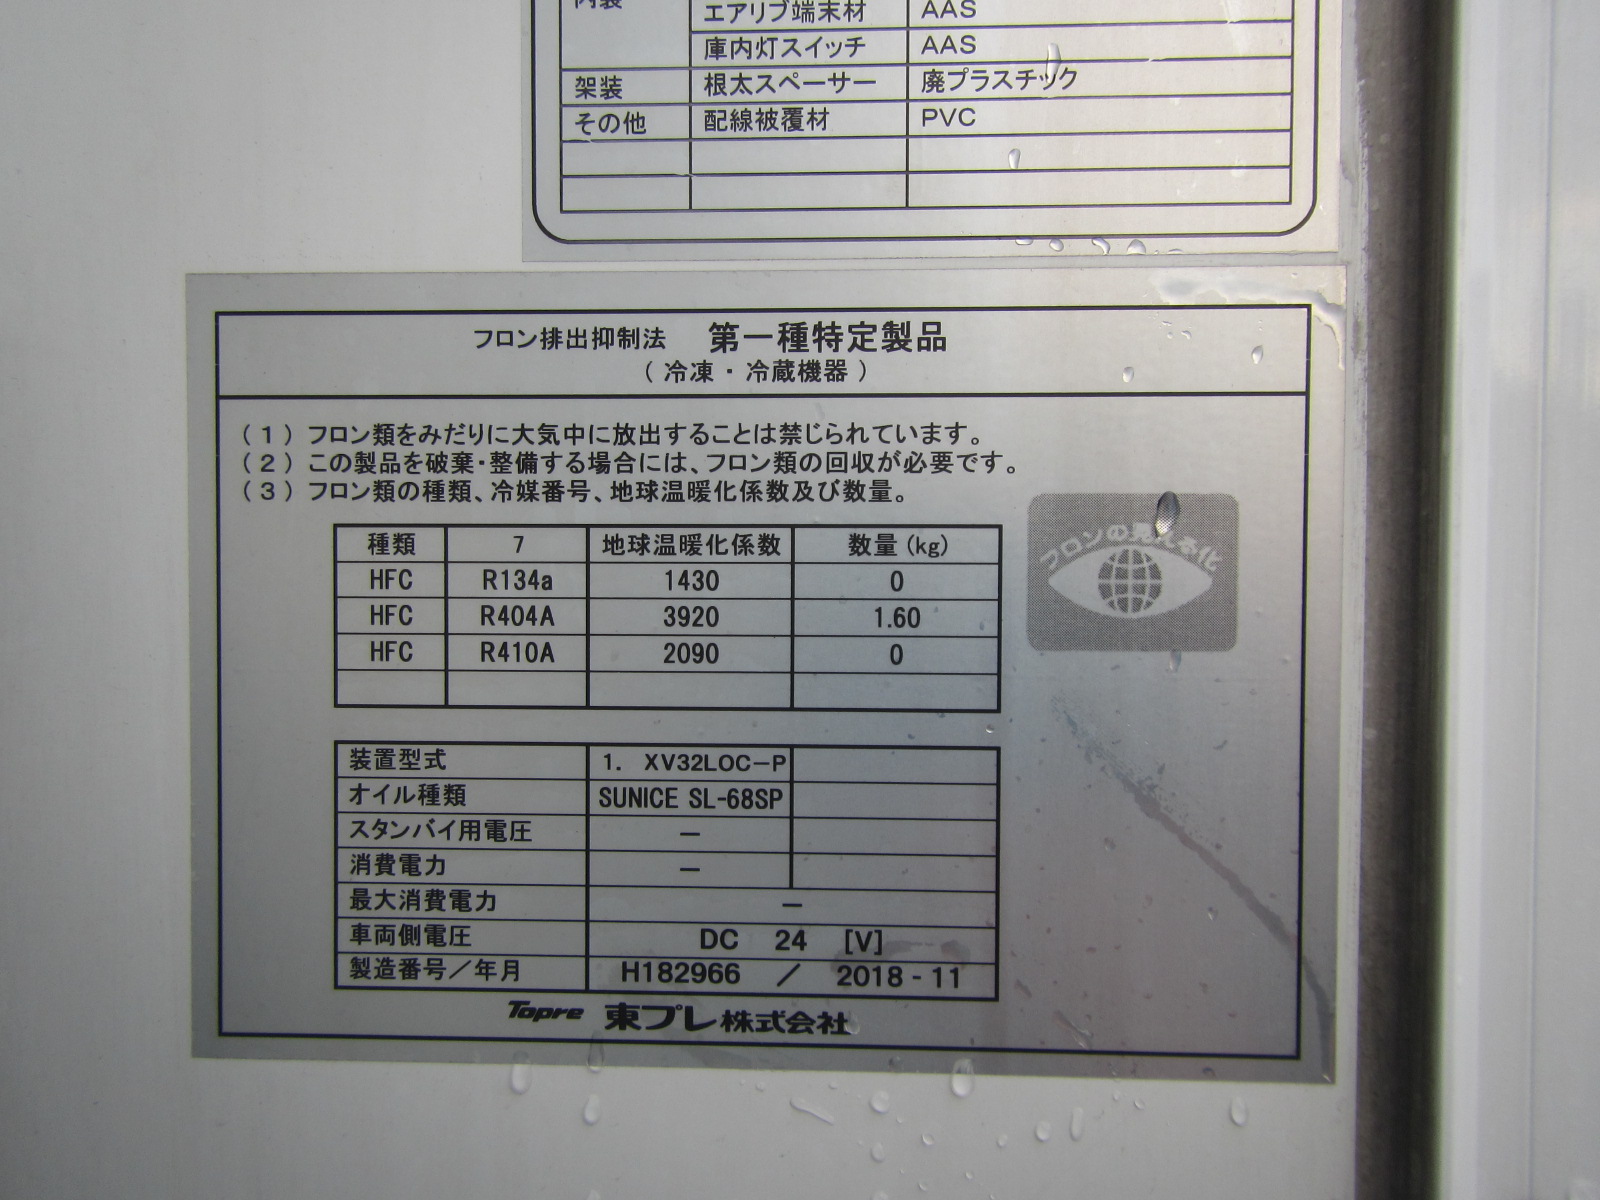 内装 エアリブ端末材 AAS
庫内灯スイッチ AAS
架装 根太スペーサー 廃プラスチック
その他 配線被覆材 PVC
フロン排出抑制法 第一種特定製品
(冷凍・冷蔵機器)
(1)フロン類をみだりに大気中に放出することは禁じられています。
(2)この製品を破棄・整備する場合には、フロン類の回収が必要です。
(3)フロン類の種類、冷媒番号、地球温暖化係数及び数量。
フロンの見える化
種類 7 地球温暖化係数 数量(kg)
HFC R134a 1430 0
HFC R404A 3920 1.60
HFC R410A 2090 0
装置型式 1. XV32LOC-P
オイル種類 SUNICE SL-68SP
スタンバイ用電圧 －
消費電力 －
最大消費電力 －
車両側電圧 DC 24 [V]
製造番号／年月 H182966 ／ 2018-11
Topre 東プレ株式会社